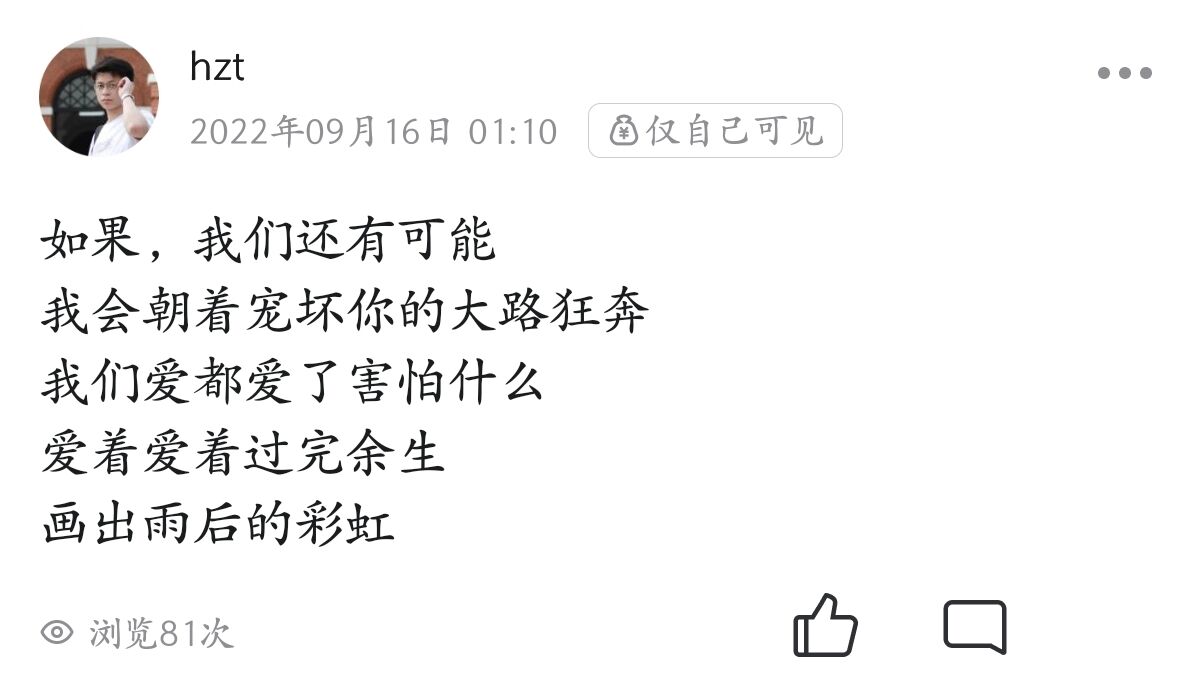 hzt
2022年09月16日 01:10 仅自己可见
如果，我们还有可能
我会朝着宠坏你的大路狂奔
我们爱都爱了害怕什么
爱着爱着过完余生
画出雨后的彩虹
浏览81次